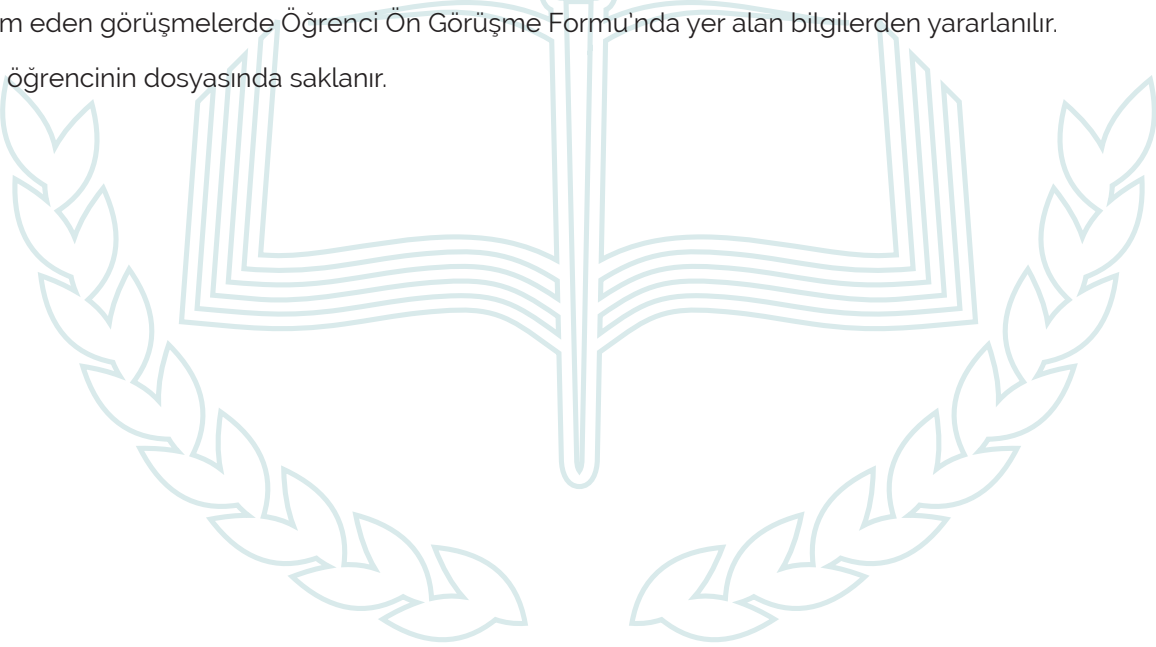 m eden görüşmelerde Öğrenci Ön Görüşme Formu’nda yer alan bilgilerden yararlanılır.
öğrencinin dosyasında saklanır.